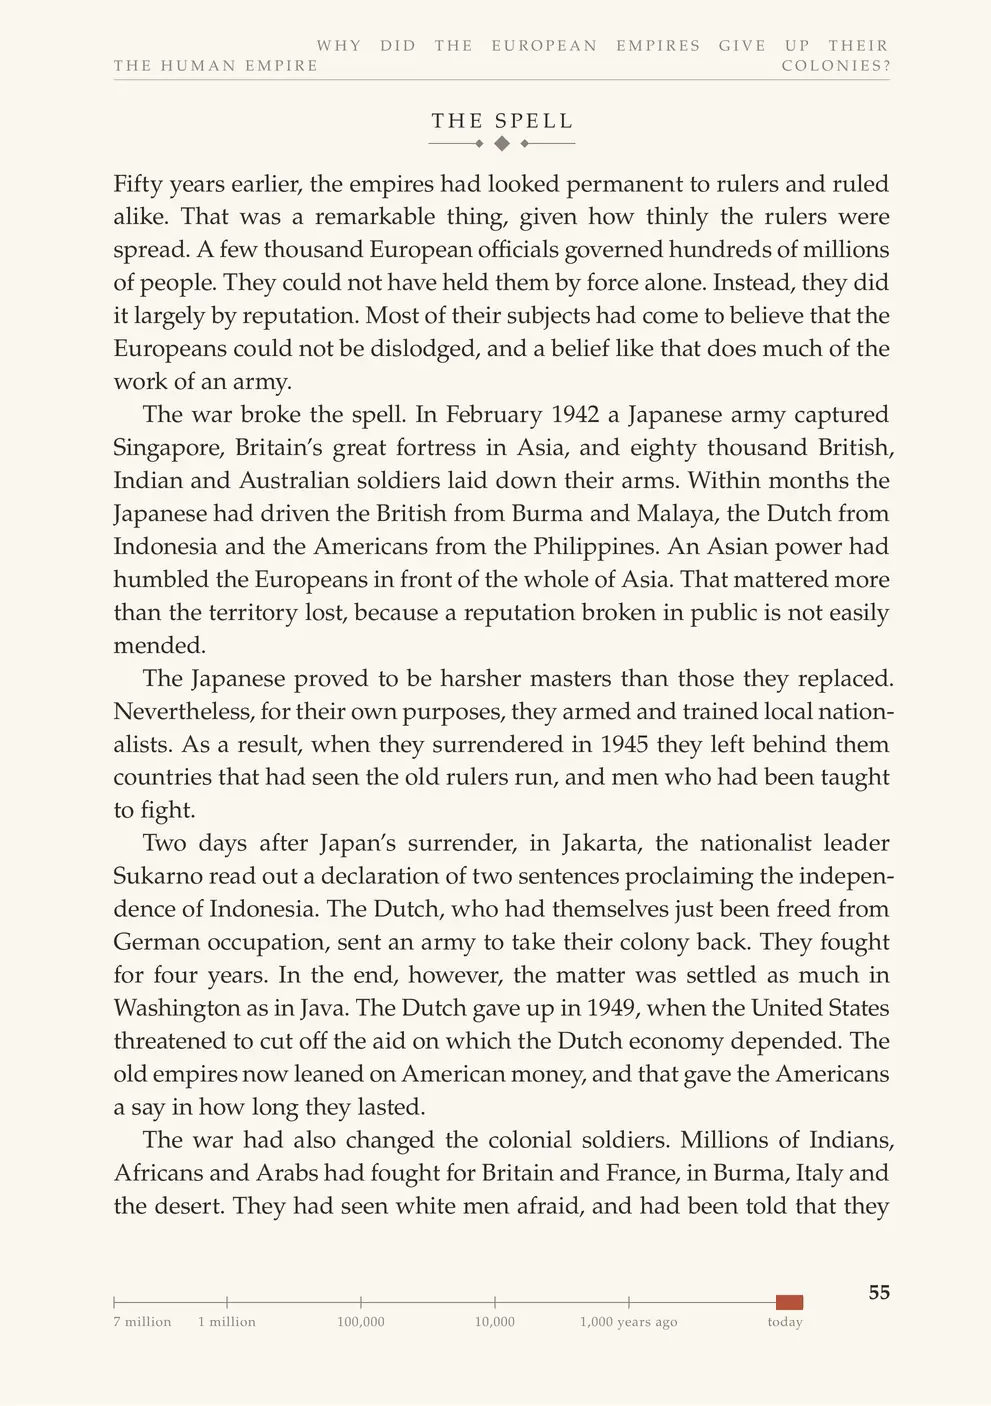 WHY DID THE EUROPEAN EMPIRES GIVE UP THEIR
THE HUMAN EMPIRE COLONIES?
THE SPELL
Fifty years earlier, the empires had looked permanent to rulers and ruled
alike. That was a remarkable thing, given how thinly the rulers were
spread. A few thousand European officials governed hundreds of millions
of people. They could not have held them by force alone. Instead, they did
it largely by reputation. Most of their subjects had come to believe that the
Europeans could not be dislodged, and a belief like that does much of the
work of an army.
The war broke the spell. In February 1942 a Japanese army captured
Singapore, Britain’s great fortress in Asia, and eighty thousand British,
Indian and Australian soldiers laid down their arms. Within months the
Japanese had driven the British from Burma and Malaya, the Dutch from
Indonesia and the Americans from the Philippines. An Asian power had
humbled the Europeans in front of the whole of Asia. That mattered more
than the territory lost, because a reputation broken in public is not easily
mended.
The Japanese proved to be harsher masters than those they replaced.
Nevertheless, for their own purposes, they armed and trained local nation-
alists. As a result, when they surrendered in 1945 they left behind them
countries that had seen the old rulers run, and men who had been taught
to fight.
Two days after Japan’s surrender, in Jakarta, the nationalist leader
Sukarno read out a declaration of two sentences proclaiming the indepen-
dence of Indonesia. The Dutch, who had themselves just been freed from
German occupation, sent an army to take their colony back. They fought
for four years. In the end, however, the matter was settled as much in
Washington as in Java. The Dutch gave up in 1949, when the United States
threatened to cut off the aid on which the Dutch economy depended. The
old empires now leaned on American money, and that gave the Americans
a say in how long they lasted.
The war had also changed the colonial soldiers. Millions of Indians,
Africans and Arabs had fought for Britain and France, in Burma, Italy and
the desert. They had seen white men afraid, and had been told that they
55
7 million 1 million 100,000 10,000 1,000 years ago today